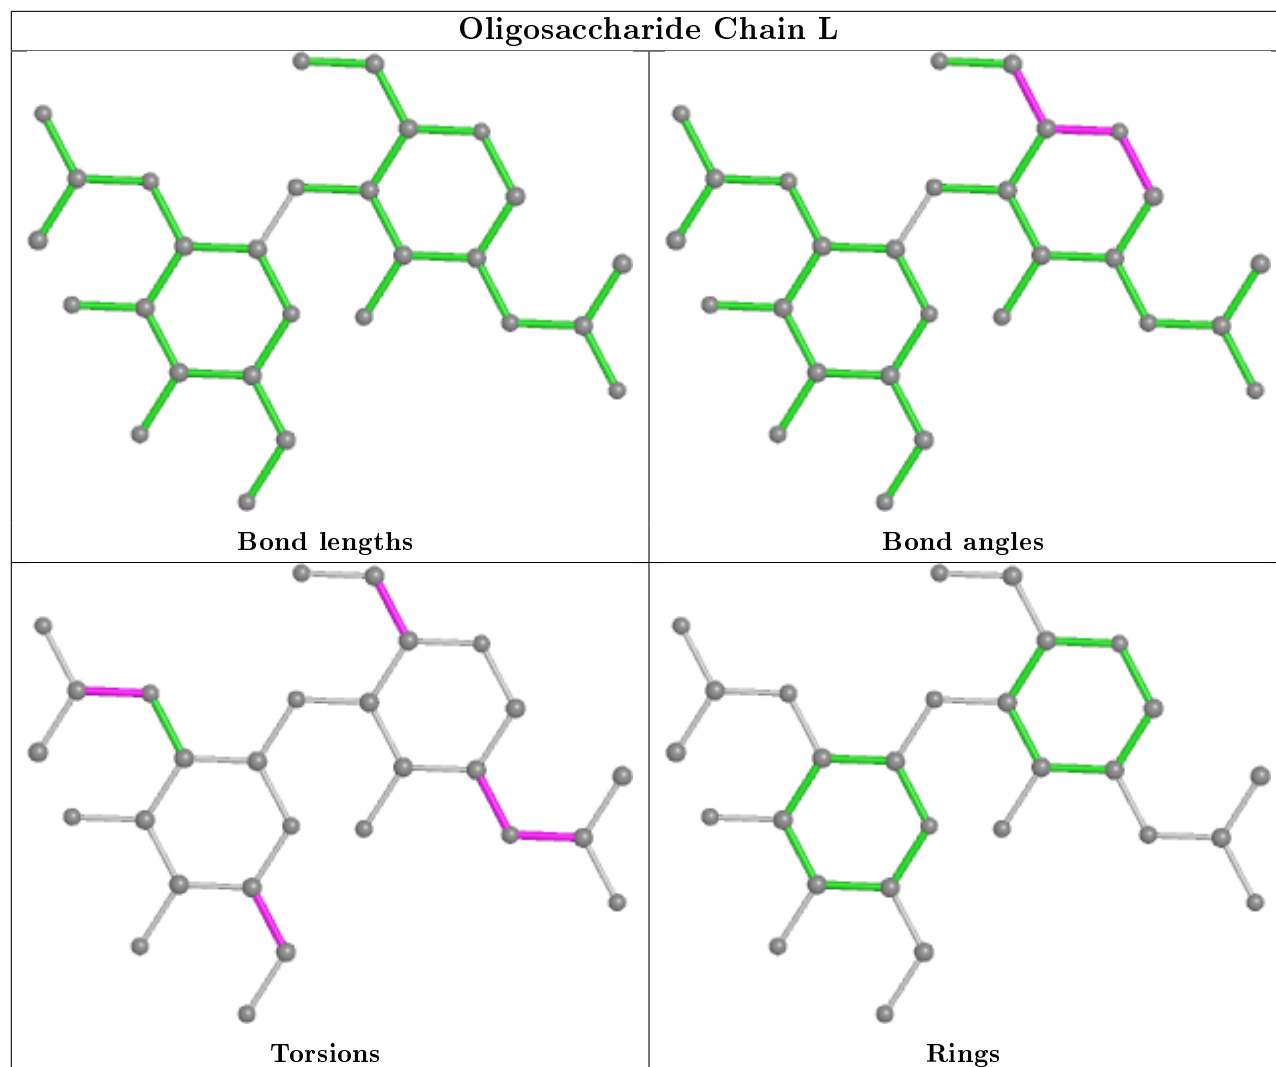 Oligosaccharide Chain L
Bond lengths
Bond angles
Torsions
Rings